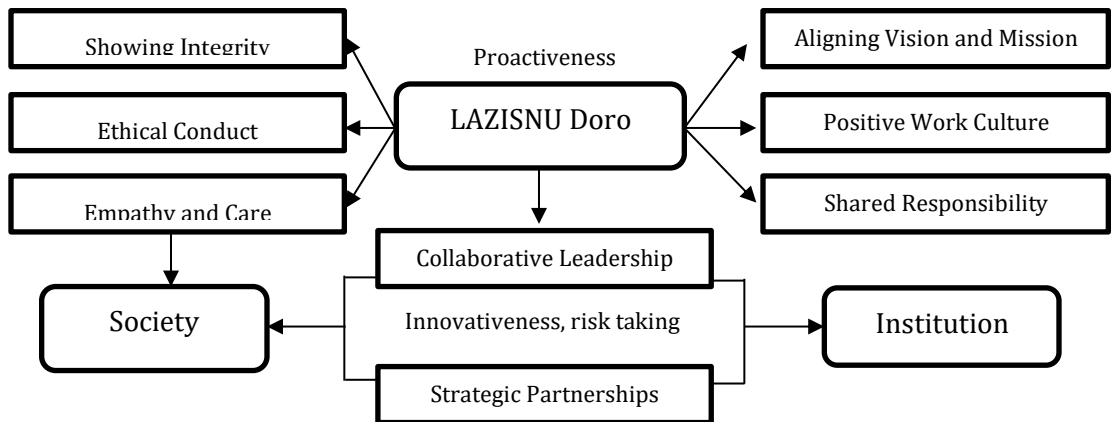 Showing Integrity
Proactiveness
Aligning Vision and Mission
Ethical Conduct
LAZISNU Doro
Positive Work Culture
Empathy and Care
Shared Responsibility
Collaborative Leadership
Society
Innovativeness, risk taking
Institution
Strategic Partnerships